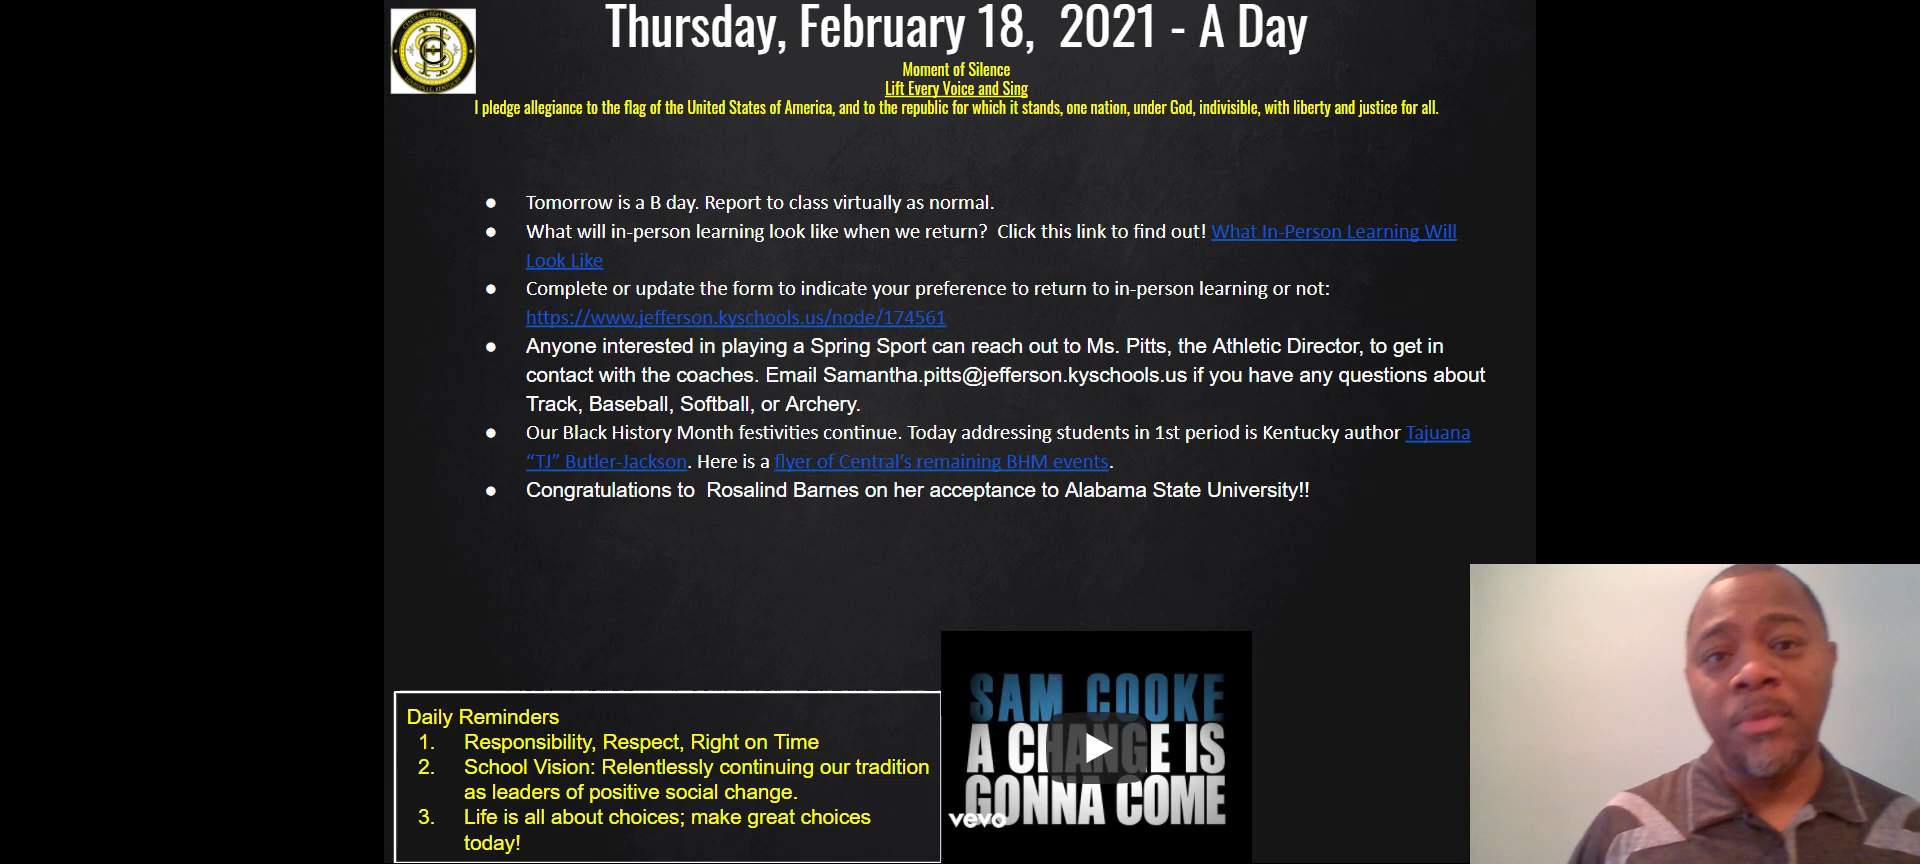 Thursday, February 18, 2021 - A Day
Moment of Silence
Lift Every Voice and Sing
I pledge allegiance to the flag of the United States of America, and to the republic for which it stands, one nation, under God, indivisible, with liberty and justice for all.
● Tomorrow is a B day. Report to class virtually as normal.
● What will in-person learning look like when we return? Click this link to find out! What In-Person Learning Will
Look Like
● Complete or update the form to indicate your preference to return to in-person learning or not:
https://www.jefferson.kyschools.us/node/174561
● Anyone interested in playing a Spring Sport can reach out to Ms. Pitts, the Athletic Director, to get in
contact with the coaches. Email Samantha.pitts@jefferson.kyschools.us if you have any questions about
Track, Baseball, Softball, or Archery.
● Our Black History Month festivities continue. Today addressing students in 1st period is Kentucky author Tajuana
“TJ” Butler-Jackson. Here is a flyer of Central’s remaining BHM events.
● Congratulations to Rosalind Barnes on her acceptance to Alabama State University!!
Daily Reminders
1. Responsibility, Respect, Right on Time
2. School Vision: Relentlessly continuing our tradition
as leaders of positive social change.
3. Life is all about choices; make great choices
today!
SAM COOKE
A CHANGE IS
GONNA COME
vevo